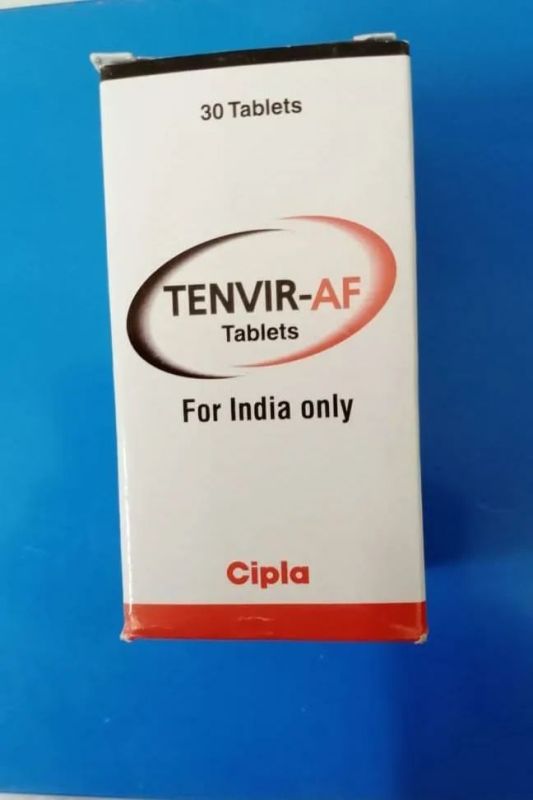 30 Tablets
TENVIR-AF
Tablets
For India only
Cipla